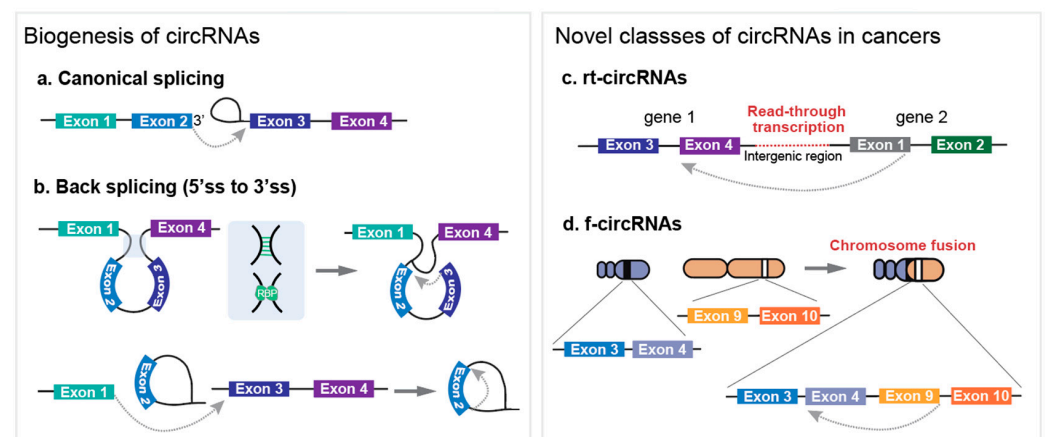 Biogenesis of circRNAs
a. Canonical splicing
Exon 1
Exon 2
3’
Exon 3
Exon 4
b. Back splicing (5’ss to 3’ss)
Exon 1
Exon 4
Exon 2
Exon 3
RBP
Exon 1
Exon 4
Exon 2
Exon 3
Exon 1
Exon 2
Exon 3
Exon 4
Exon 2
Novel classses of circRNAs in cancers
c. rt-circRNAs
gene 1
Read-through
transcription
gene 2
Exon 3
Exon 4
Intergenic region
Exon 1
Exon 2
d. f-circRNAs
Chromosome fusion
Exon 9
Exon 10
Exon 3
Exon 4
Exon 3
Exon 4
Exon 9
Exon 10